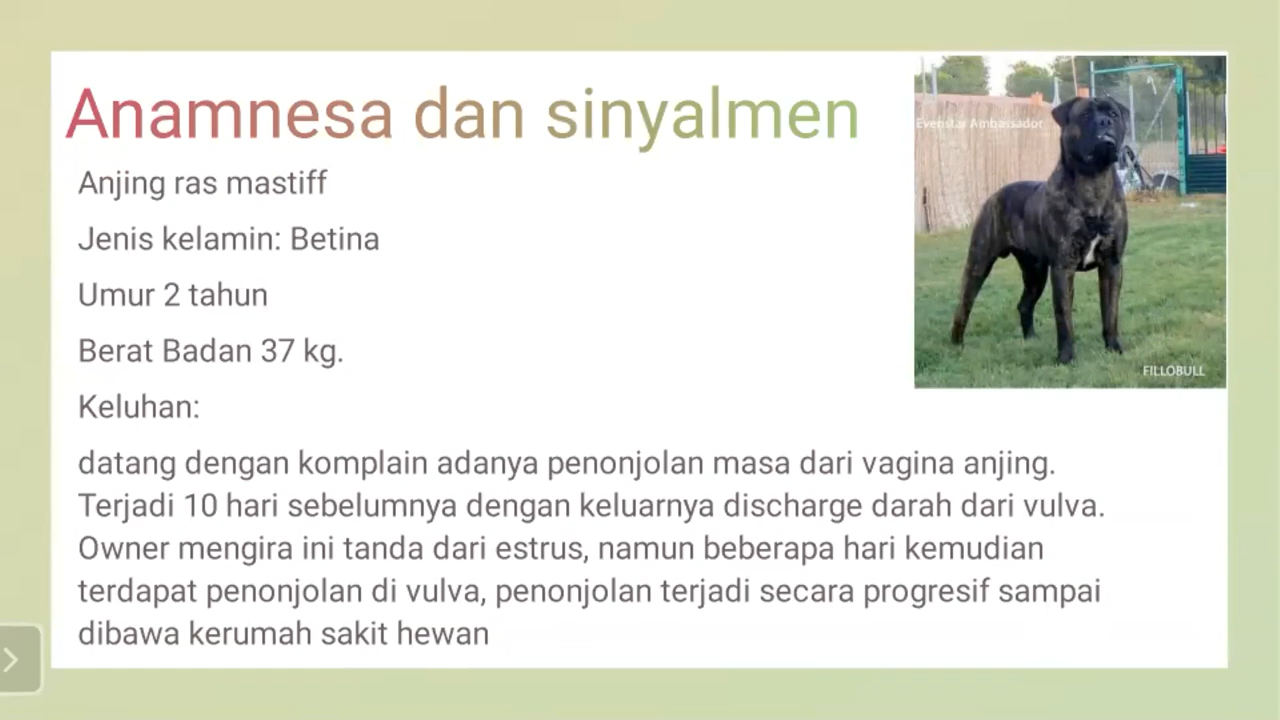 Anamnesa dan sinyalmen
Evenstar Ambassador
FILLOBULL
Anjing ras mastiff
Jenis kelamin: Betina
Umur 2 tahun
Berat Badan 37 kg.
Keluhan:
datang dengan komplain adanya penonjolan masa dari vagina anjing.
Terjadi 10 hari sebelumnya dengan keluarnya discharge darah dari vulva.
Owner mengira ini tanda dari estrus, namun beberapa hari kemudian
terdapat penonjolan di vulva, penonjolan terjadi secara progresif sampai
dibawa kerumah sakit hewan